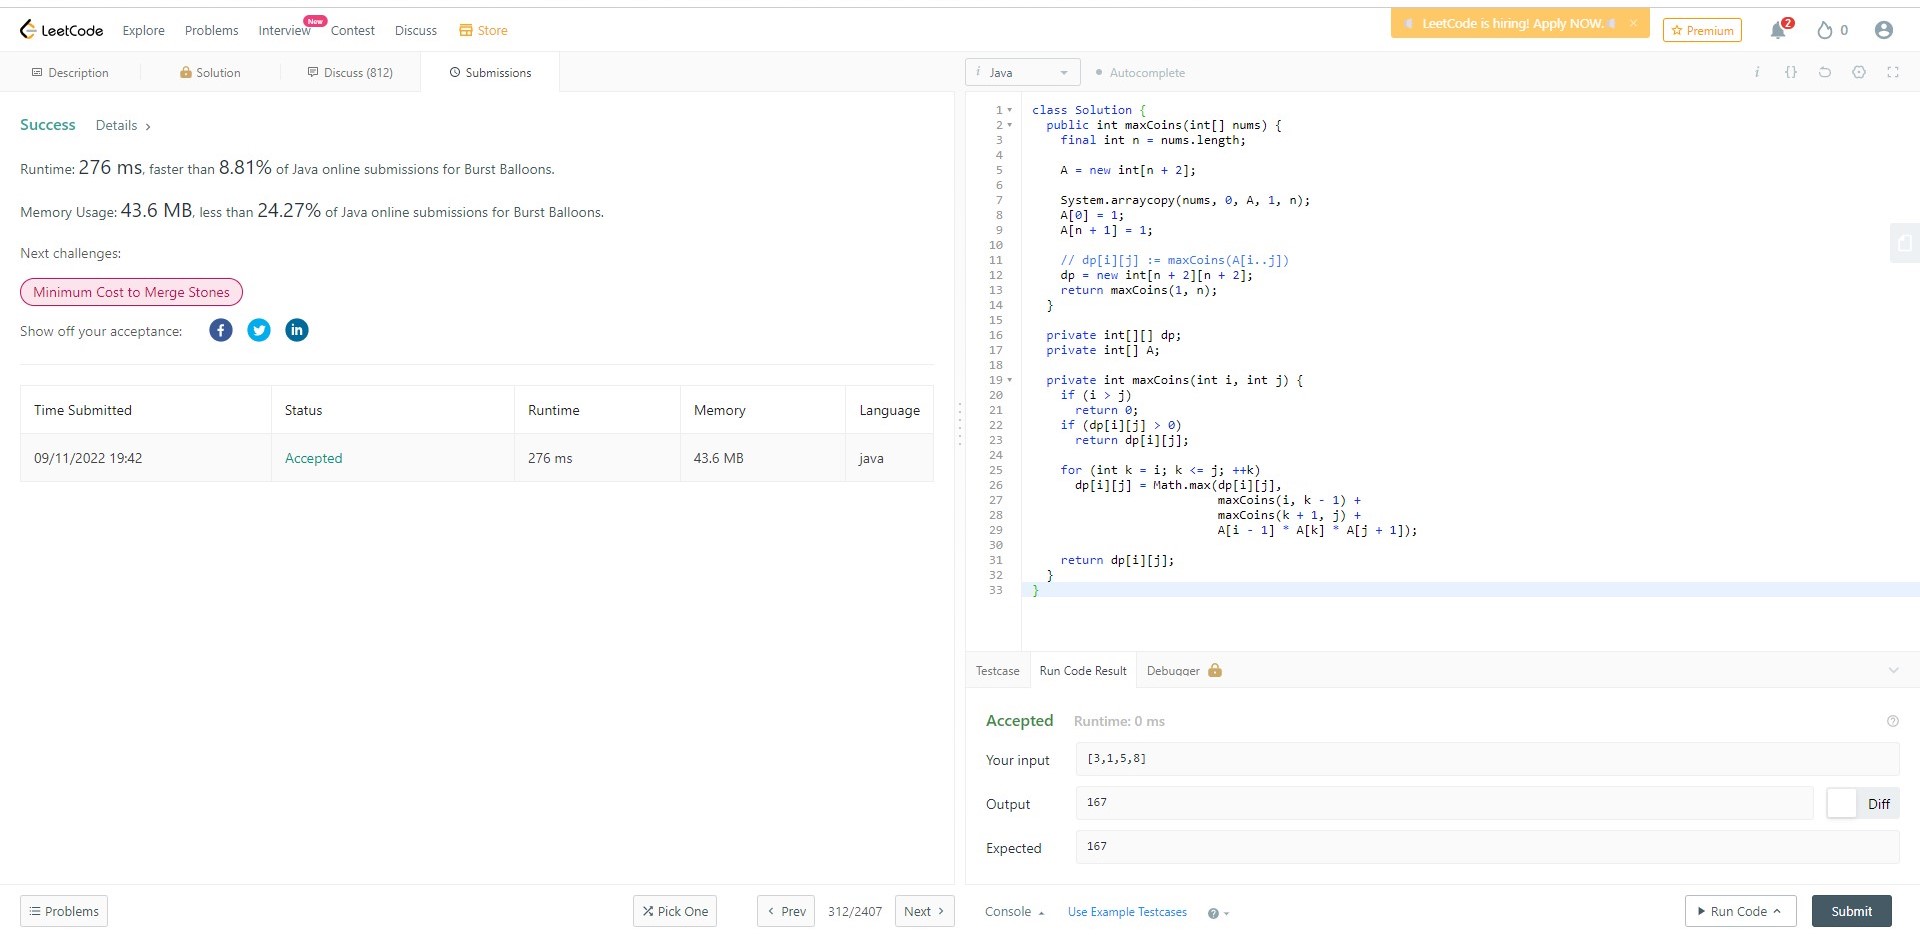 LeetCode Explore Problems Interview New Contest Discuss Store LeetCode is hiring! Apply NOW. × Premium 2 0
Description Solution Discuss (812) Submissions
Success Details >
Runtime: 276 ms, faster than 8.81% of Java online submissions for Burst Balloons.
Memory Usage: 43.6 MB, less than 24.27% of Java online submissions for Burst Balloons.
Next challenges:
Minimum Cost to Merge Stones
Show off your acceptance:
Time Submitted Status Runtime Memory Language
09/11/2022 19:42 Accepted 276 ms 43.6 MB java
Problems Pick One < Prev 312/2407 Next >
i Java Autocomplete i {}
1 class Solution {
2 public int maxCoins(int[] nums) {
3 final int n = nums.length;
4
5 A = new int[n + 2];
6
7 System.arraycopy(nums, 0, A, 1, n);
8 A[0] = 1;
9 A[n + 1] = 1;
10
11 // dp[i][j] := maxCoins(A[i..j])
12 dp = new int[n + 2][n + 2];
13 return maxCoins(1, n);
14 }
15
16 private int[][] dp;
17 private int[] A;
18
19 private int maxCoins(int i, int j) {
20 if (i > j)
21 return 0;
22 if (dp[i][j] > 0)
23 return dp[i][j];
24
25 for (int k = i; k <= j; ++k)
26 dp[i][j] = Math.max(dp[i][j],
27 maxCoins(i, k - 1) +
28 maxCoins(k + 1, j) +
29 A[i - 1] * A[k] * A[j + 1]);
30
31 return dp[i][j];
32 }
33 }
Testcase Run Code Result Debugger
Accepted Runtime: 0 ms ?
Your input [3,1,5,8]
Output 167 Diff
Expected 167
Console Use Example Testcases ? Run Code Submit